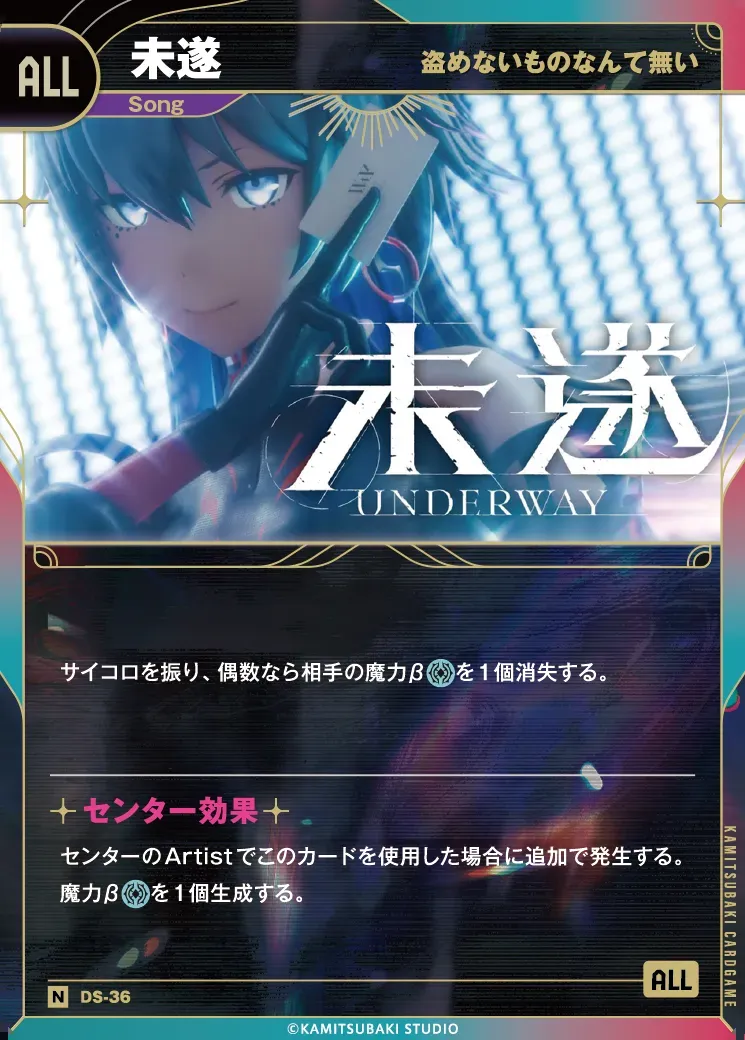 ALL
未遂
盗めないものなんて無い
Song
未遂
UNDERWAY
サイコロを振り、偶数なら相手の魔力βを1個消失する。
センター効果
センターのArtistでこのカードを使用した場合に追加で発生する。
魔力βを1個生成する。
KAMITSUBAKI CARDGAME
ALL
N DS-36
©KAMITSUBAKI STUDIO